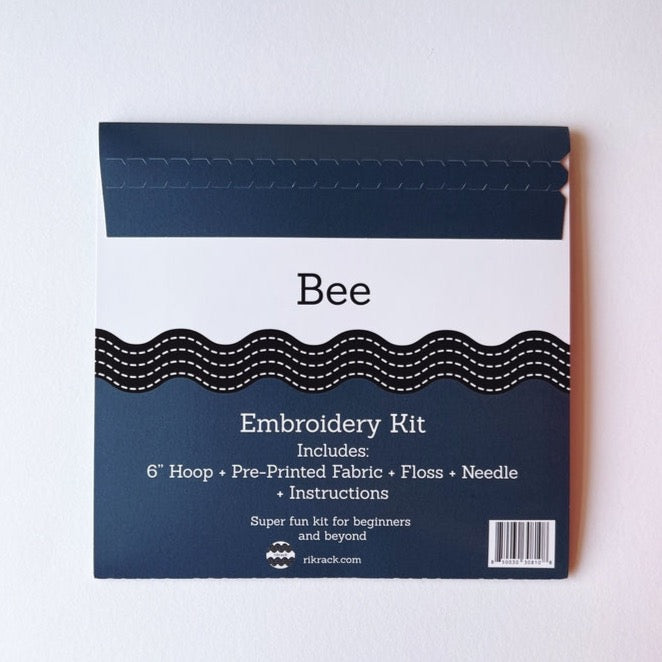 Bee
Embroidery Kit
Includes:
6" Hoop + Pre-Printed Fabric + Floss + Needle
+ Instructions
Super fun kit for beginners
and beyond
rikrack.com